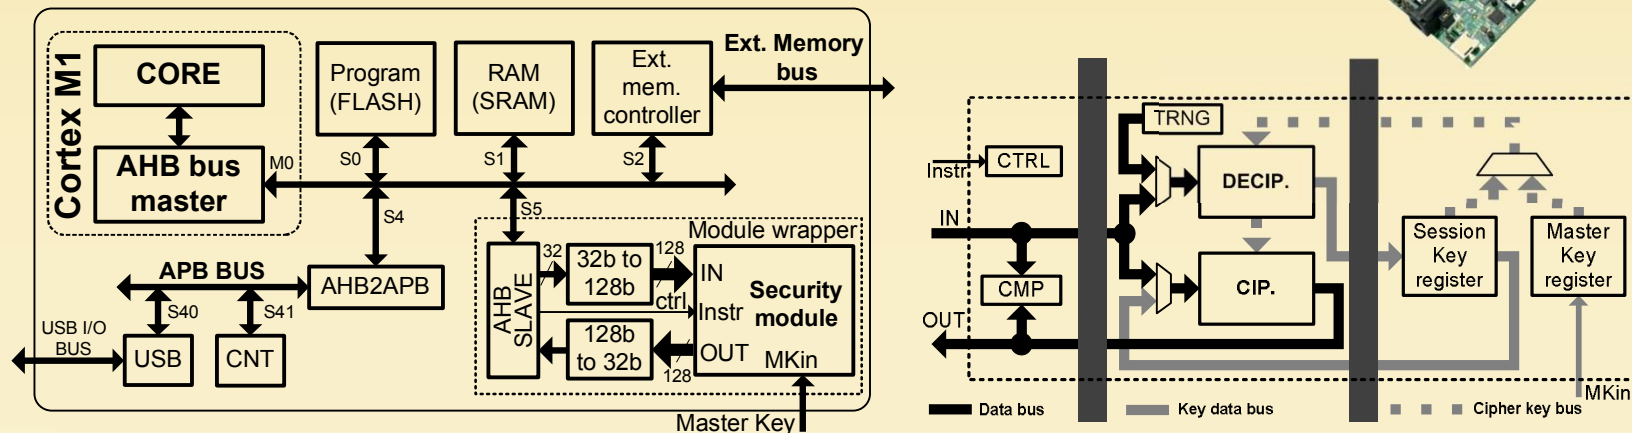 Cortex M1
CORE
AHB bus
master
M0
Program
(FLASH)
RAM
(SRAM)
Ext.
mem.
controller
Ext. Memory
bus
S0
S1
S2
S4
S5
APB BUS
AHB2APB
S40
S41
USB I/O
BUS
USB
CNT
Module wrapper
AHB
SLAVE
32
32b to
128b
128
ctrl
128b
to 32b
128
IN
Instr
Security
module
OUT
MKin
Master Key
TRNG
Instr
CTRL
DECIP.
IN
CMP
CIP.
OUT
Session
Key
register
Master
Key
register
MKin
Data bus
Key data bus
Cipher key bus